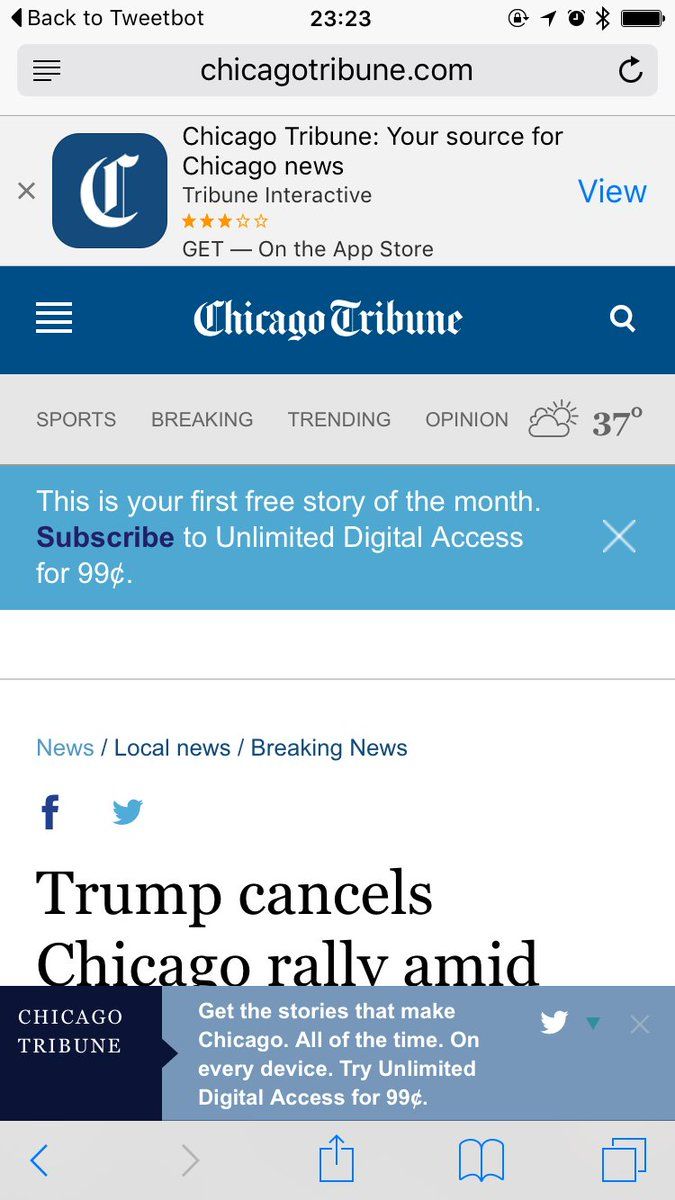 Back to Tweetbot 23:23
chicagotribune.com
Chicago Tribune: Your source for
Chicago news
Tribune Interactive
GET — On the App Store
View
Chicago Tribune
SPORTS BREAKING TRENDING OPINION 37°
This is your first free story of the month.
Subscribe to Unlimited Digital Access
for 99¢.
News / Local news / Breaking News
Trump cancels
Chicago rally amid
CHICAGO
TRIBUNE
Get the stories that make
Chicago. All of the time. On
every device. Try Unlimited
Digital Access for 99¢.